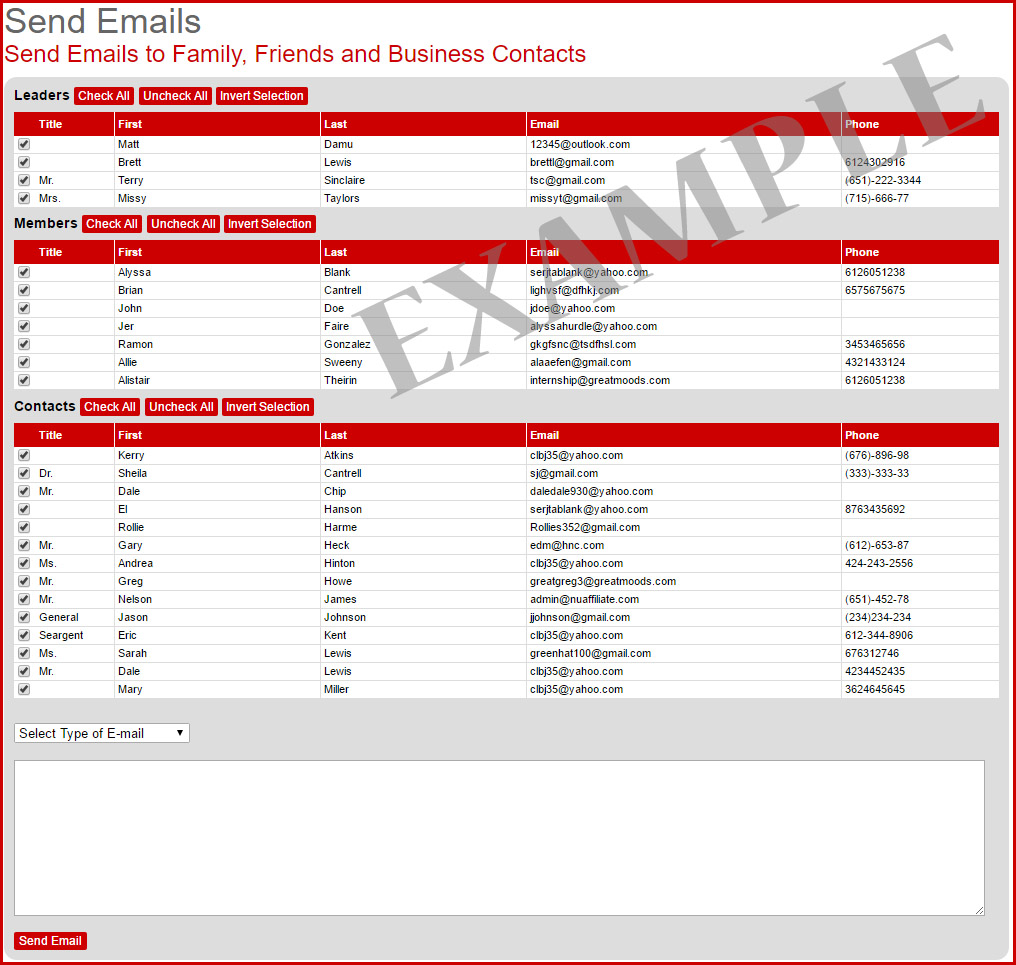 Send Emails
Send Emails to Family, Friends and Business Contacts
Leaders Check All Uncheck All Invert Selection
Title First Last Email Phone
Matt Damu 12345@outlook.com
Brett Lewis brettl@gmail.com 6124302916
Mr. Terry Sinclaire tsc@gmail.com (651)-222-3344
Mrs. Missy Taylors missyt@gmail.com (715)-666-77
Members Check All Uncheck All Invert Selection
Title First Last Email Phone
Alyssa Blank serjtablank@yahoo.com 6126051238
Brian Cantrell lighvsf@dfhkj.com 6575675675
John Doe jdoe@yahoo.com
Jer Faire alyssahurdle@yahoo.com
Ramon Gonzalez gkgfsnc@tsdfhsl.com 3453465656
Allie Sweeny alaaefen@gmail.com 4321433124
Alistair Theirin internship@greatmoods.com 6126051238
EXAMPLE
Contacts Check All Uncheck All Invert Selection
Title First Last Email Phone
Kerry Atkins clbj35@yahoo.com (676)-896-98
Dr. Sheila Cantrell sj@gmail.com (333)-333-33
Mr. Dale Chip daledale930@yahoo.com
El Hanson serjtablank@yahoo.com 8763435692
Rollie Harme Rollies352@gmail.com
Mr. Gary Heck edm@hnc.com (612)-653-87
Ms. Andrea Hinton clbj35@yahoo.com 424-243-2556
Mr. Greg Howe greatgreg3@greatmoods.com
Mr. Nelson James admin@nuaffiliate.com (651)-452-78
General Jason Johnson jjohnson@gmail.com (234)234-234
Seargent Eric Kent clbj35@yahoo.com 612-344-8906
Ms. Sarah Lewis greenhat100@gmail.com 676312746
Mr. Dale Lewis clbj35@yahoo.com 4234452435
Mary Miller clbj35@yahoo.com 3624645645
Select Type of E-mail
Send Email